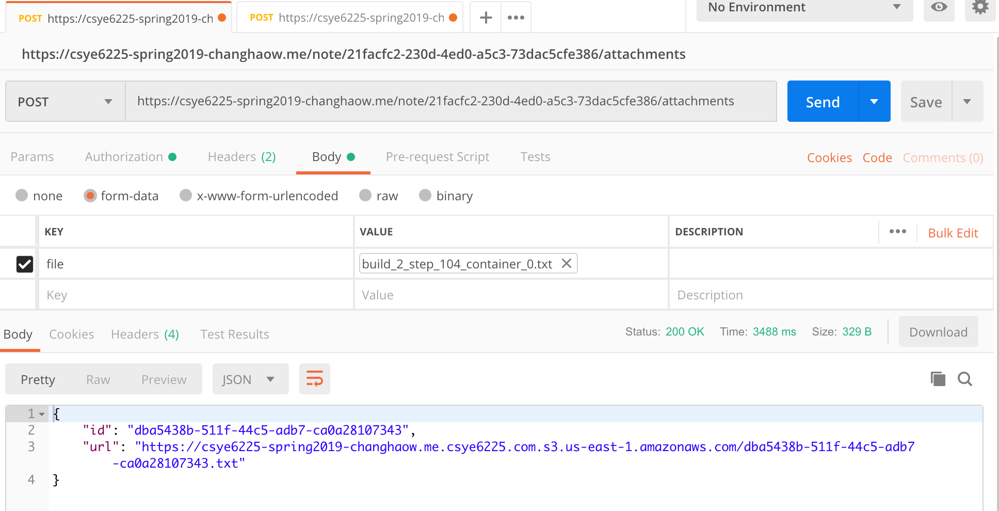 POST https://csye6225-spring2019-ch POST https://csye6225-spring2019-ch No Environment
https://csye6225-spring2019-changhaow.me/note/21facfc2-230d-4ed0-a5c3-73dac5cfe386/attachments
POST https://csye6225-spring2019-changhaow.me/note/21facfc2-230d-4ed0-a5c3-73dac5cfe386/attachments Send Save
Params Authorization Headers (2) Body Pre-request Script Tests Cookies Code Comments (0)
none form-data x-www-form-urlencoded raw binary
KEY VALUE DESCRIPTION Bulk Edit
file build_2_step_104_container_0.txt
Key Value Description
Body Cookies Headers (4) Test Results Status: 200 OK Time: 3488 ms Size: 329 B Download
Pretty Raw Preview JSON
1 {
2 "id": "dba5438b-511f-44c5-adb7-ca0a28107343",
3 "url": "https://csye6225-spring2019-changhaow.me.csye6225.com.s3.us-east-1.amazonaws.com/dba5438b-511f-44c5-adb7
-ca0a28107343.txt"
4 }